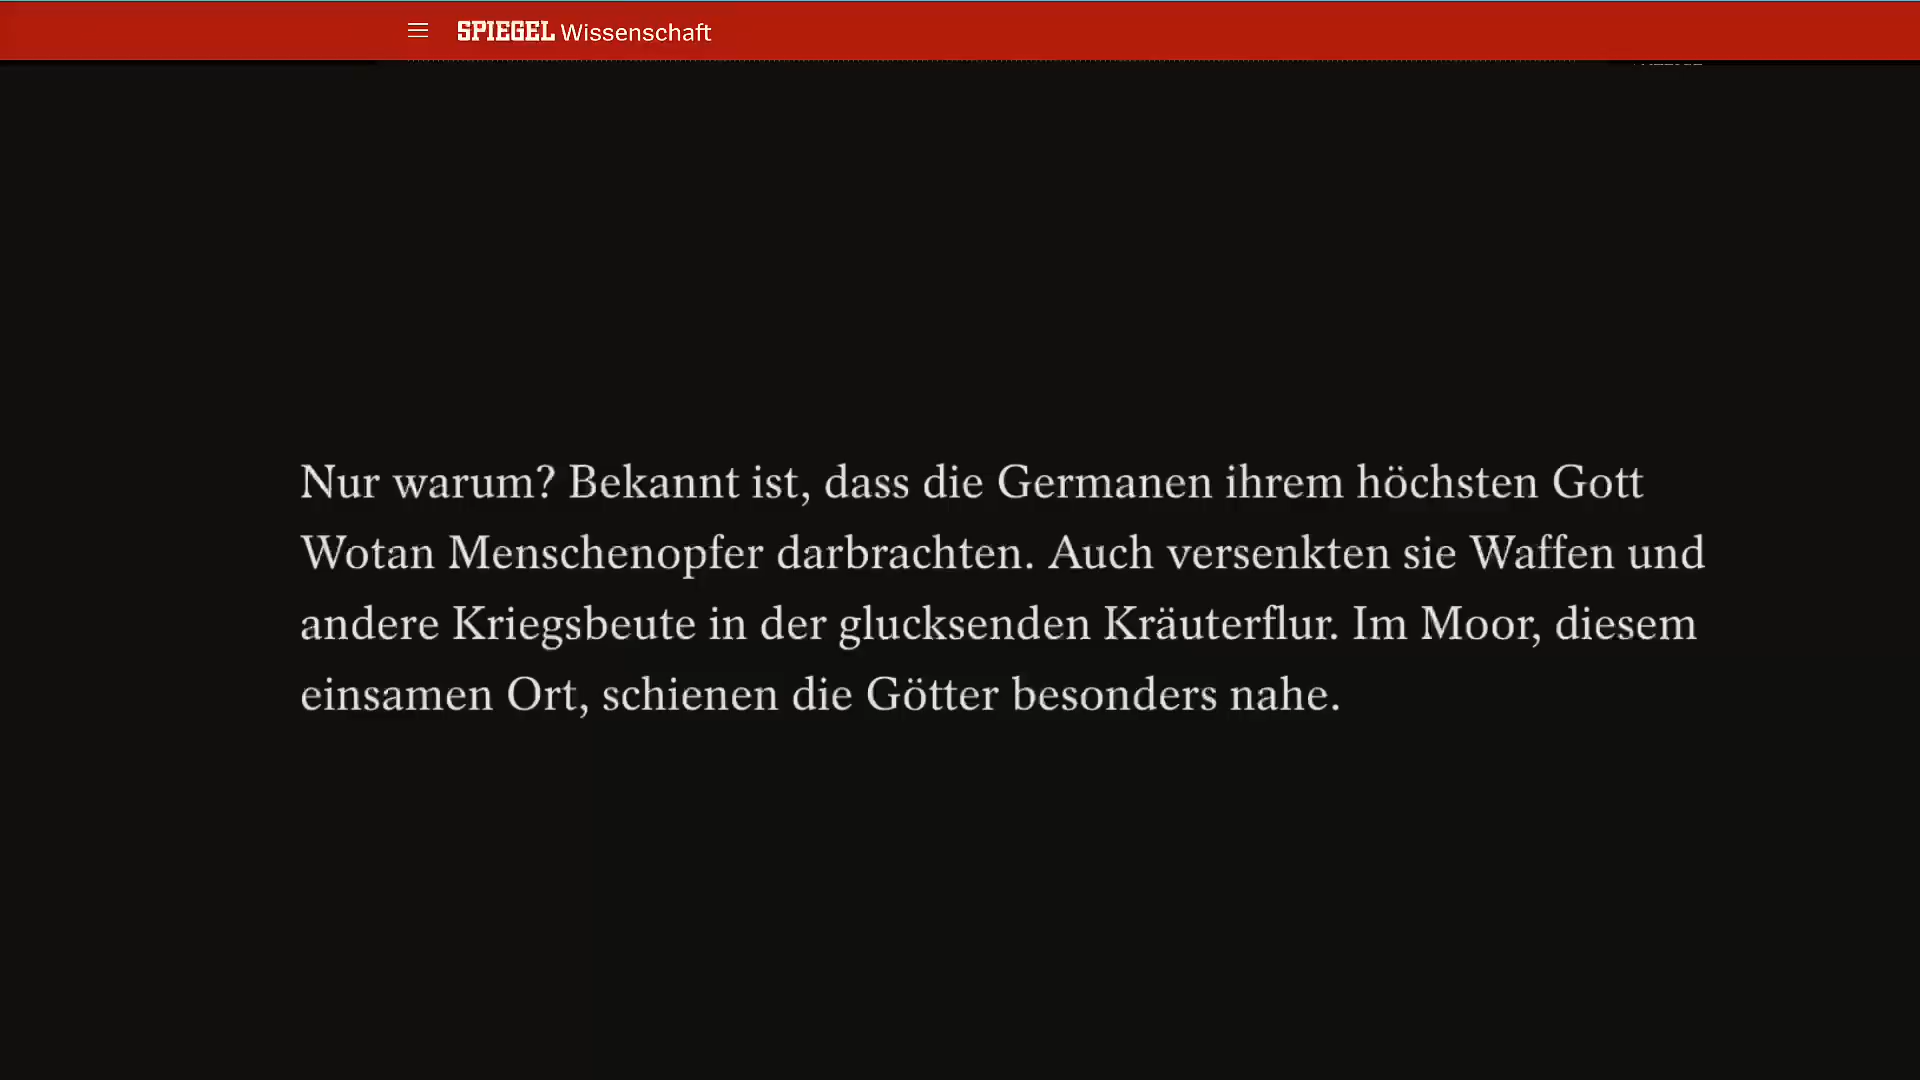 SPIEGEL Wissenschaft
Nur warum? Bekannt ist, dass die Germanen ihrem höchsten Gott
Wotan Menschenopfer darbrachten. Auch versenkten sie Waffen und
andere Kriegsbeute in der glucksenden Kräuterflur. Im Moor, diesem
einsamen Ort, schienen die Götter besonders nahe.